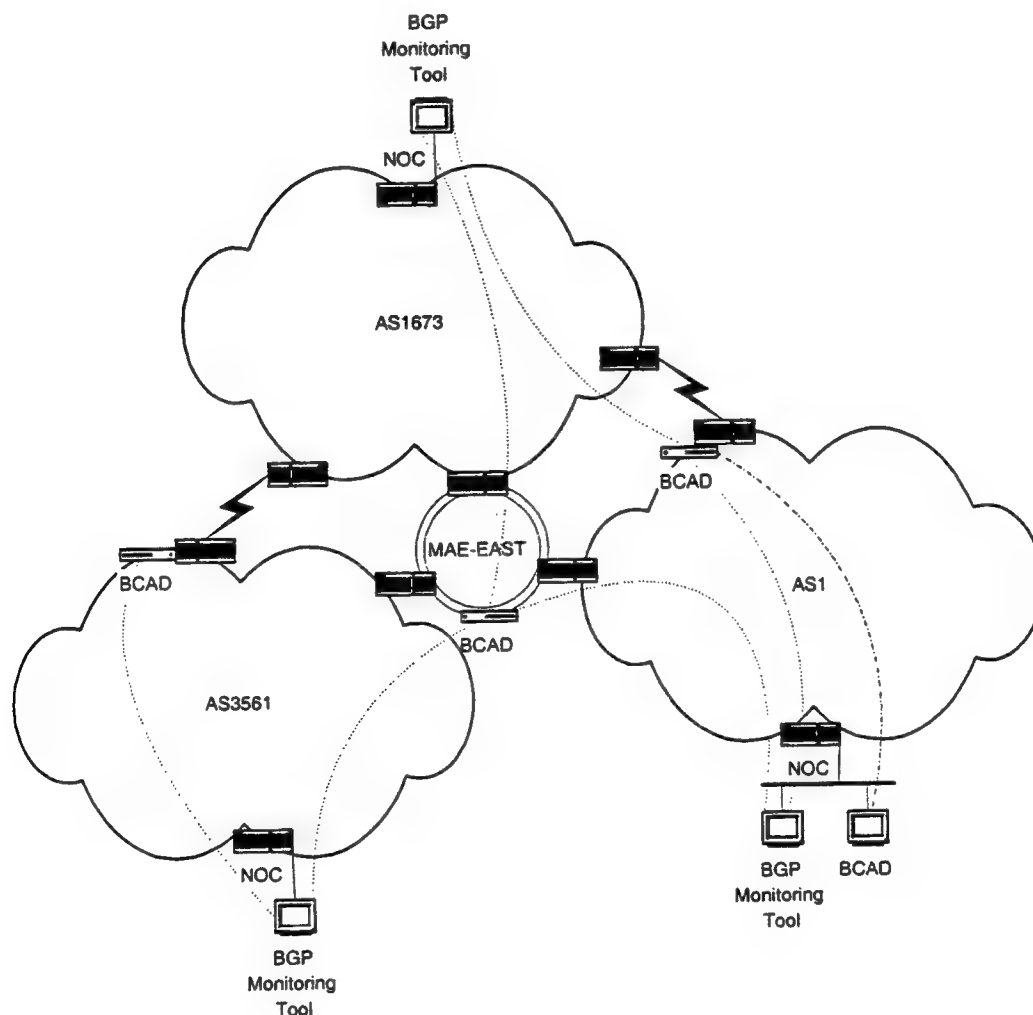 BGP
Monitoring
Tool
NOC
AS1673
BCAD
MAE-EAST
BCAD
AS1
BCAD
AS3561
NOC
NOC
BGP
Monitoring
Tool
BCAD
BGP
Monitoring
Tool